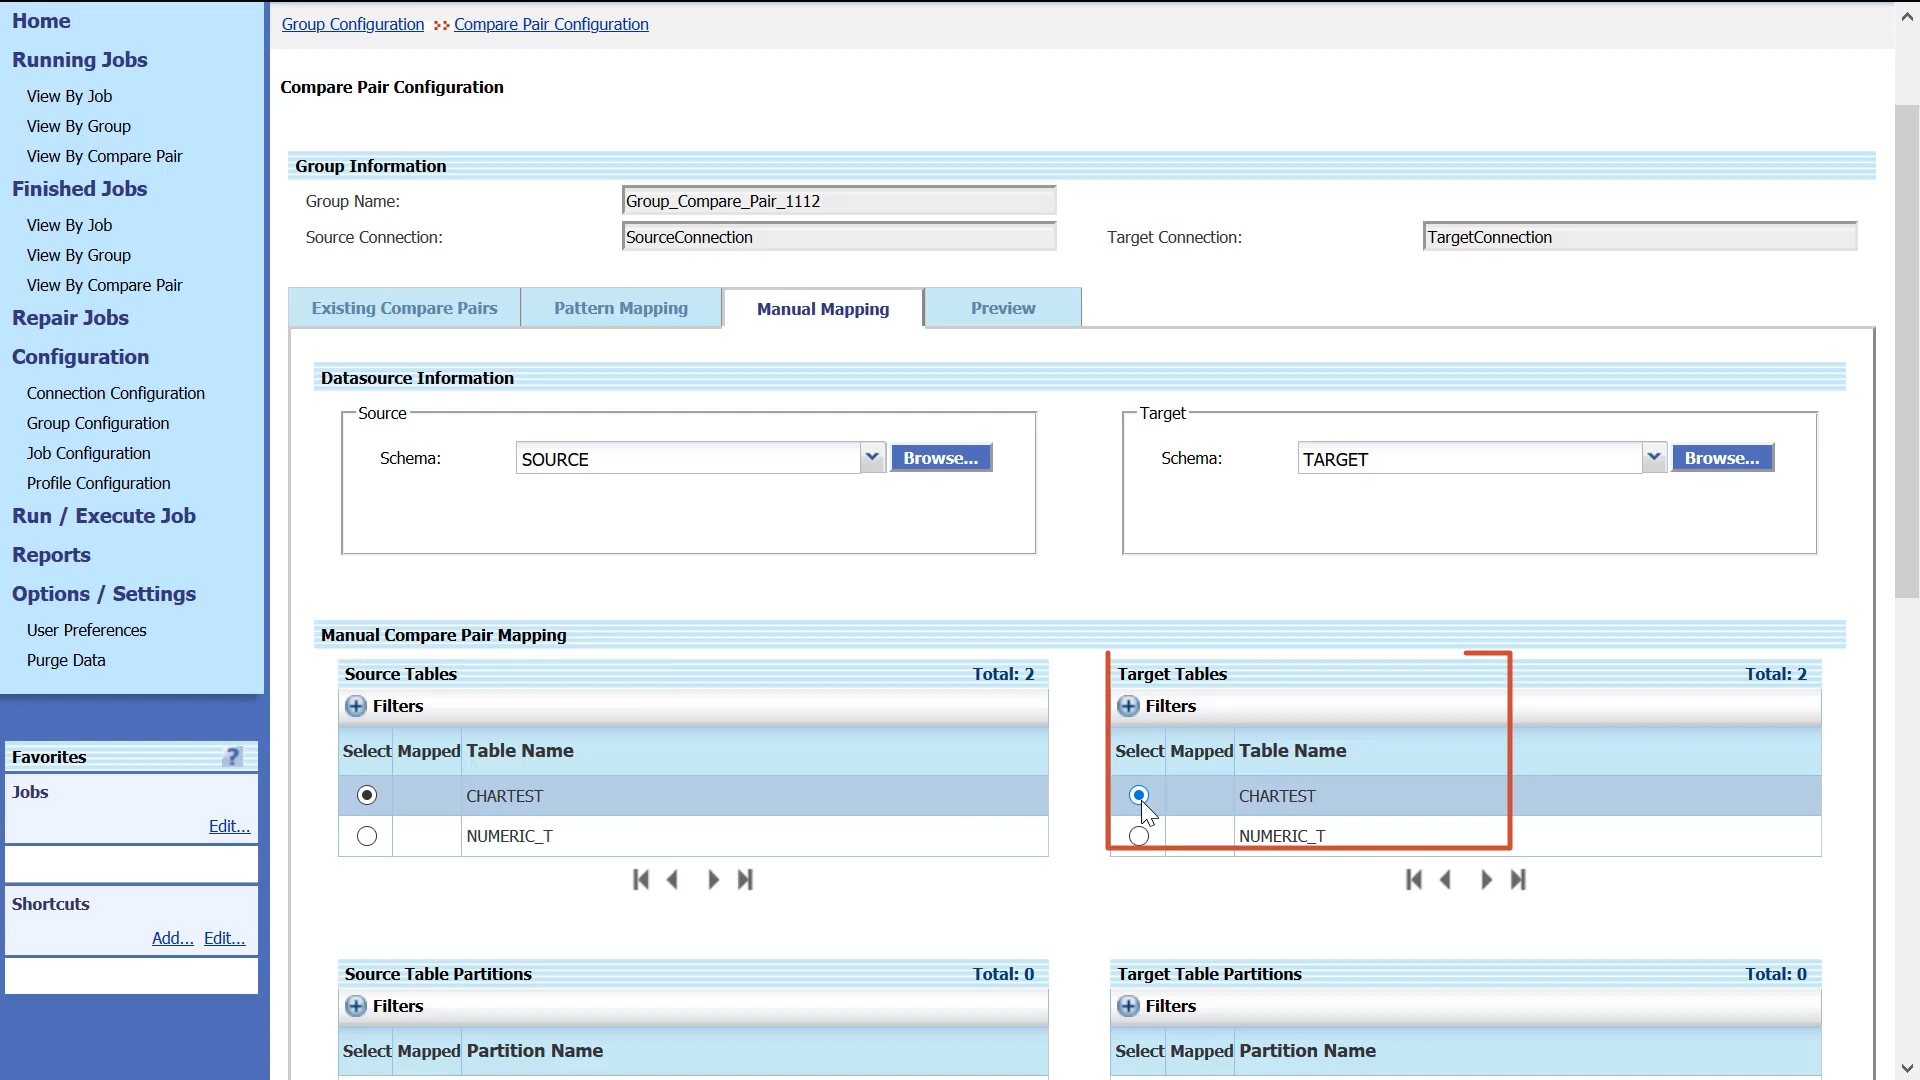 Home
Running Jobs
View By Job
View By Group
View By Compare Pair
Finished Jobs
View By Job
View By Group
View By Compare Pair
Repair Jobs
Configuration
Connection Configuration
Group Configuration
Job Configuration
Profile Configuration
Run / Execute Job
Reports
Options / Settings
User Preferences
Purge Data
Favorites ?
Jobs
Edit...
Shortcuts
Add... Edit...
Group Configuration Compare Pair Configuration
Compare Pair Configuration
Group Information
Group Name: Group_Compare_Pair_1112
Source Connection: SourceConnection Target Connection: TargetConnection
Existing Compare Pairs Pattern Mapping Manual Mapping Preview
Datasource Information
Source Target
Schema: SOURCE Browse... Schema: TARGET Browse...
Manual Compare Pair Mapping
Source Tables Total: 2 Target Tables Total: 2
Filters Filters
Select Mapped Table Name Select Mapped Table Name
CHARTEST CHARTEST
NUMERIC_T NUMERIC_T
Source Table Partitions Total: 0 Target Table Partitions Total: 0
Filters Filters
Select Mapped Partition Name Select Mapped Partition Name